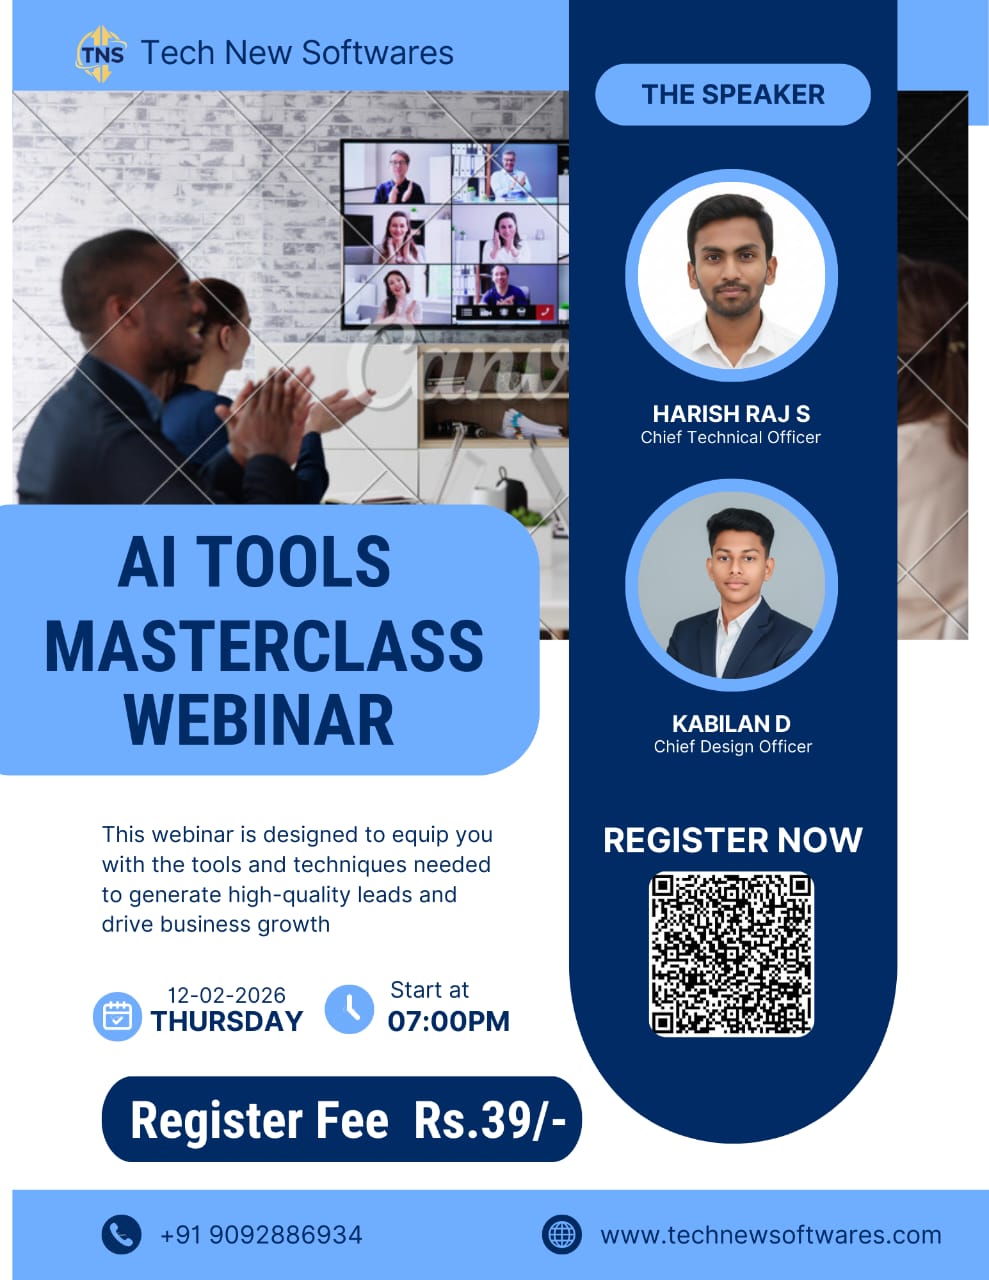 TNS
Tech New Softwares
THE SPEAKER
Canv
HARISH RAJ S
Chief Technical Officer
KABILAN D
Chief Design Officer
AI TOOLS
MASTERCLASS
WEBINAR
This webinar is designed to equip you
with the tools and techniques needed
to generate high-quality leads and
drive business growth
12-02-2026
THURSDAY
Start at
07:00PM
Register Fee Rs.39/-
REGISTER NOW
+91 9092886934
www.technewsoftwares.com